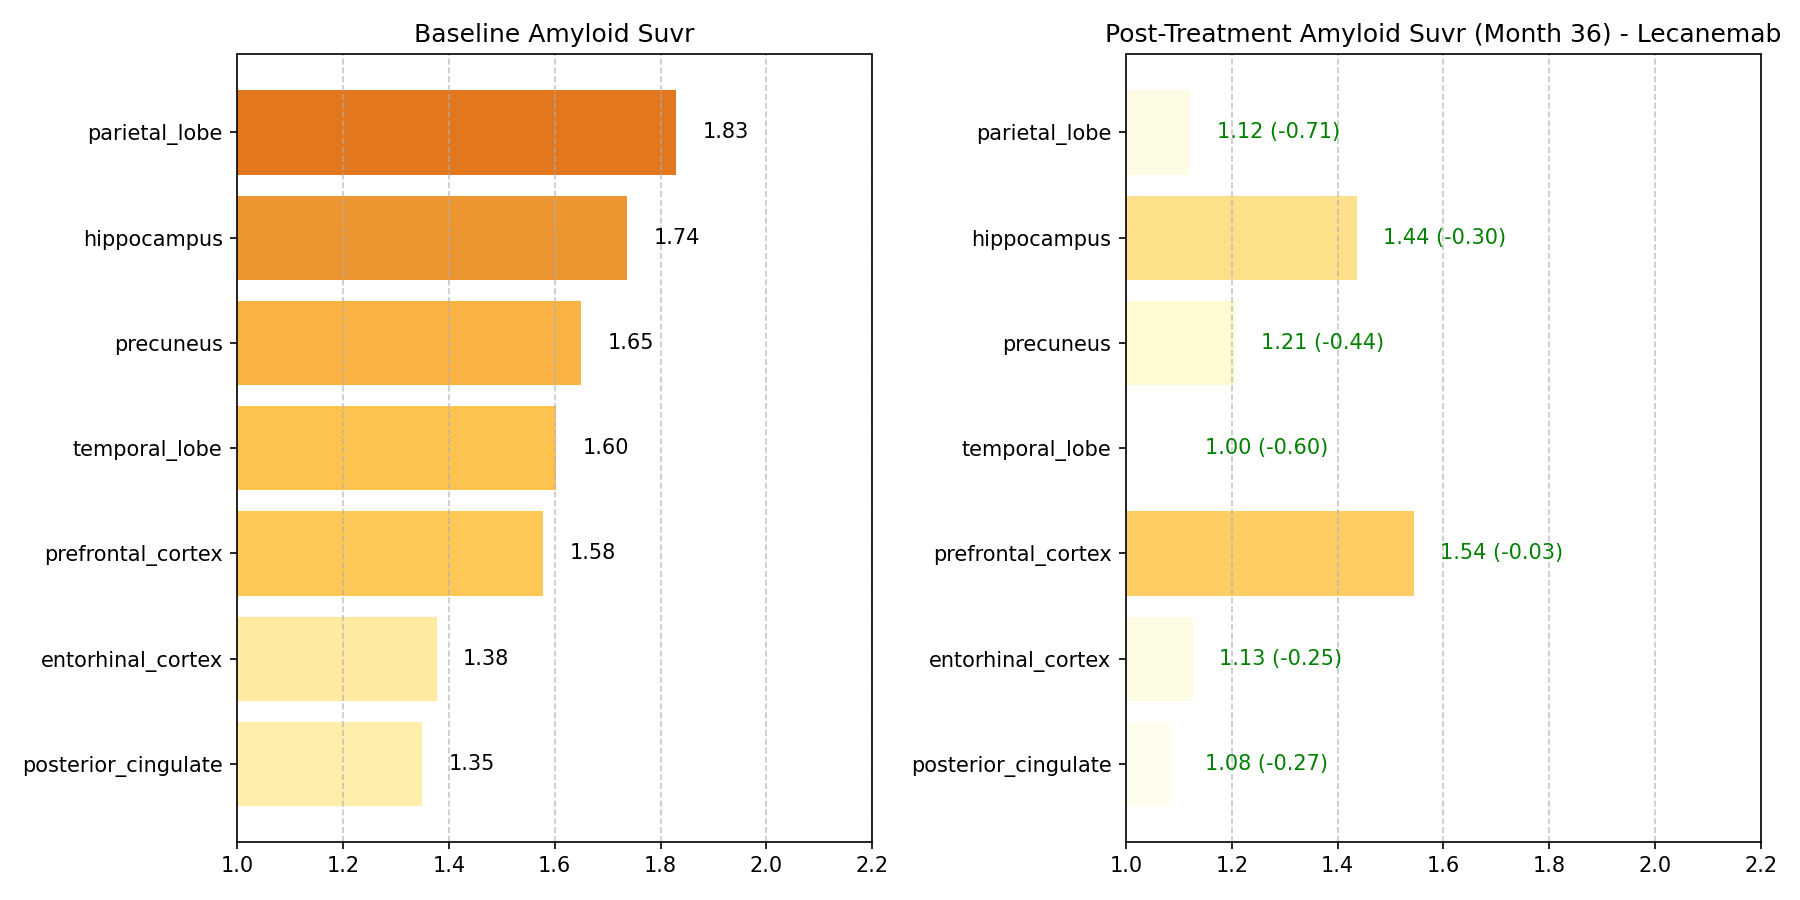 Baseline Amyloid Suvr
parietal_lobe
1.83
hippocampus
1.74
precuneus
1.65
temporal_lobe
1.60
prefrontal_cortex
1.58
entorhinal_cortex
1.38
posterior_cingulate
1.35
1.0 1.2 1.4 1.6 1.8 2.0 2.2
Post-Treatment Amyloid Suvr (Month 36) - Lecanemab
parietal_lobe
1.12 (-0.71)
hippocampus
1.44 (-0.30)
precuneus
1.21 (-0.44)
temporal_lobe
1.00 (-0.60)
prefrontal_cortex
1.54 (-0.03)
entorhinal_cortex
1.13 (-0.25)
posterior_cingulate
1.08 (-0.27)
1.0 1.2 1.4 1.6 1.8 2.0 2.2